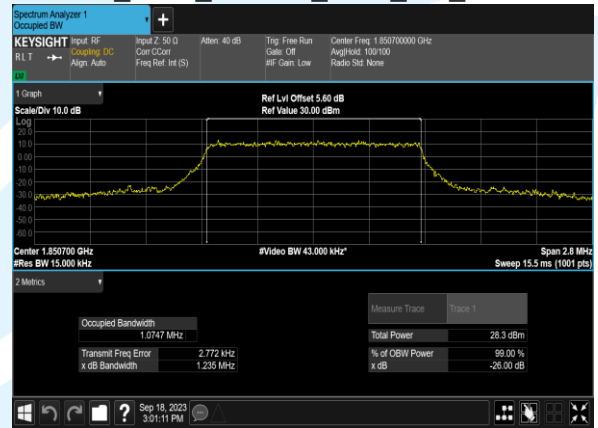 Spectrum Analyzer 1
Occupied BW
+
KEYSIGHT Input: RF Input Z: 50 Ω Atten: 40 dB Trig: Free Run Center Freq: 1.850700000 GHz
RLT Coupling: DC Corr CCorr Gate: Off Avg|Hold: 100/100
Align: Auto Freq Ref: Int (S) #IF Gain: Low Radio Std: None
1 Graph
Ref Lvl Offset 5.60 dB
Scale/Div 10.0 dB Ref Value 30.00 dBm
Log
20.0
10.0
0.00
-10.0
-20.0
-30.0
-40.0
-50.0
-60.0
Center 1.850700 GHz #Video BW 43.000 kHz* Span 2.8 MHz
#Res BW 15.000 kHz Sweep 15.5 ms (1001 pts)
2 Metrics
Measure Trace Trace 1
Occupied Bandwidth
1.0747 MHz Total Power 28.3 dBm
Transmit Freq Error 2.772 kHz % of OBW Power 99.00 %
x dB Bandwidth 1.235 MHz x dB -26.00 dB
? Sep 18, 2023
3:01:11 PM